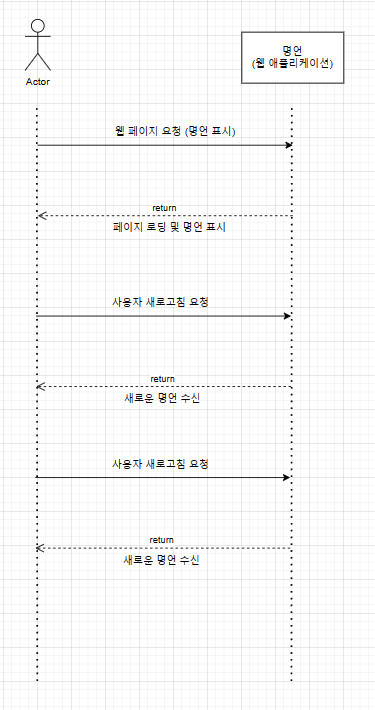 명언
(웹 애플리케이션)
Actor
웹 페이지 요청 (명언 표시)
return
페이지 로딩 및 명언 표시
사용자 새로고침 요청
return
새로운 명언 수신
사용자 새로고침 요청
return
새로운 명언 수신